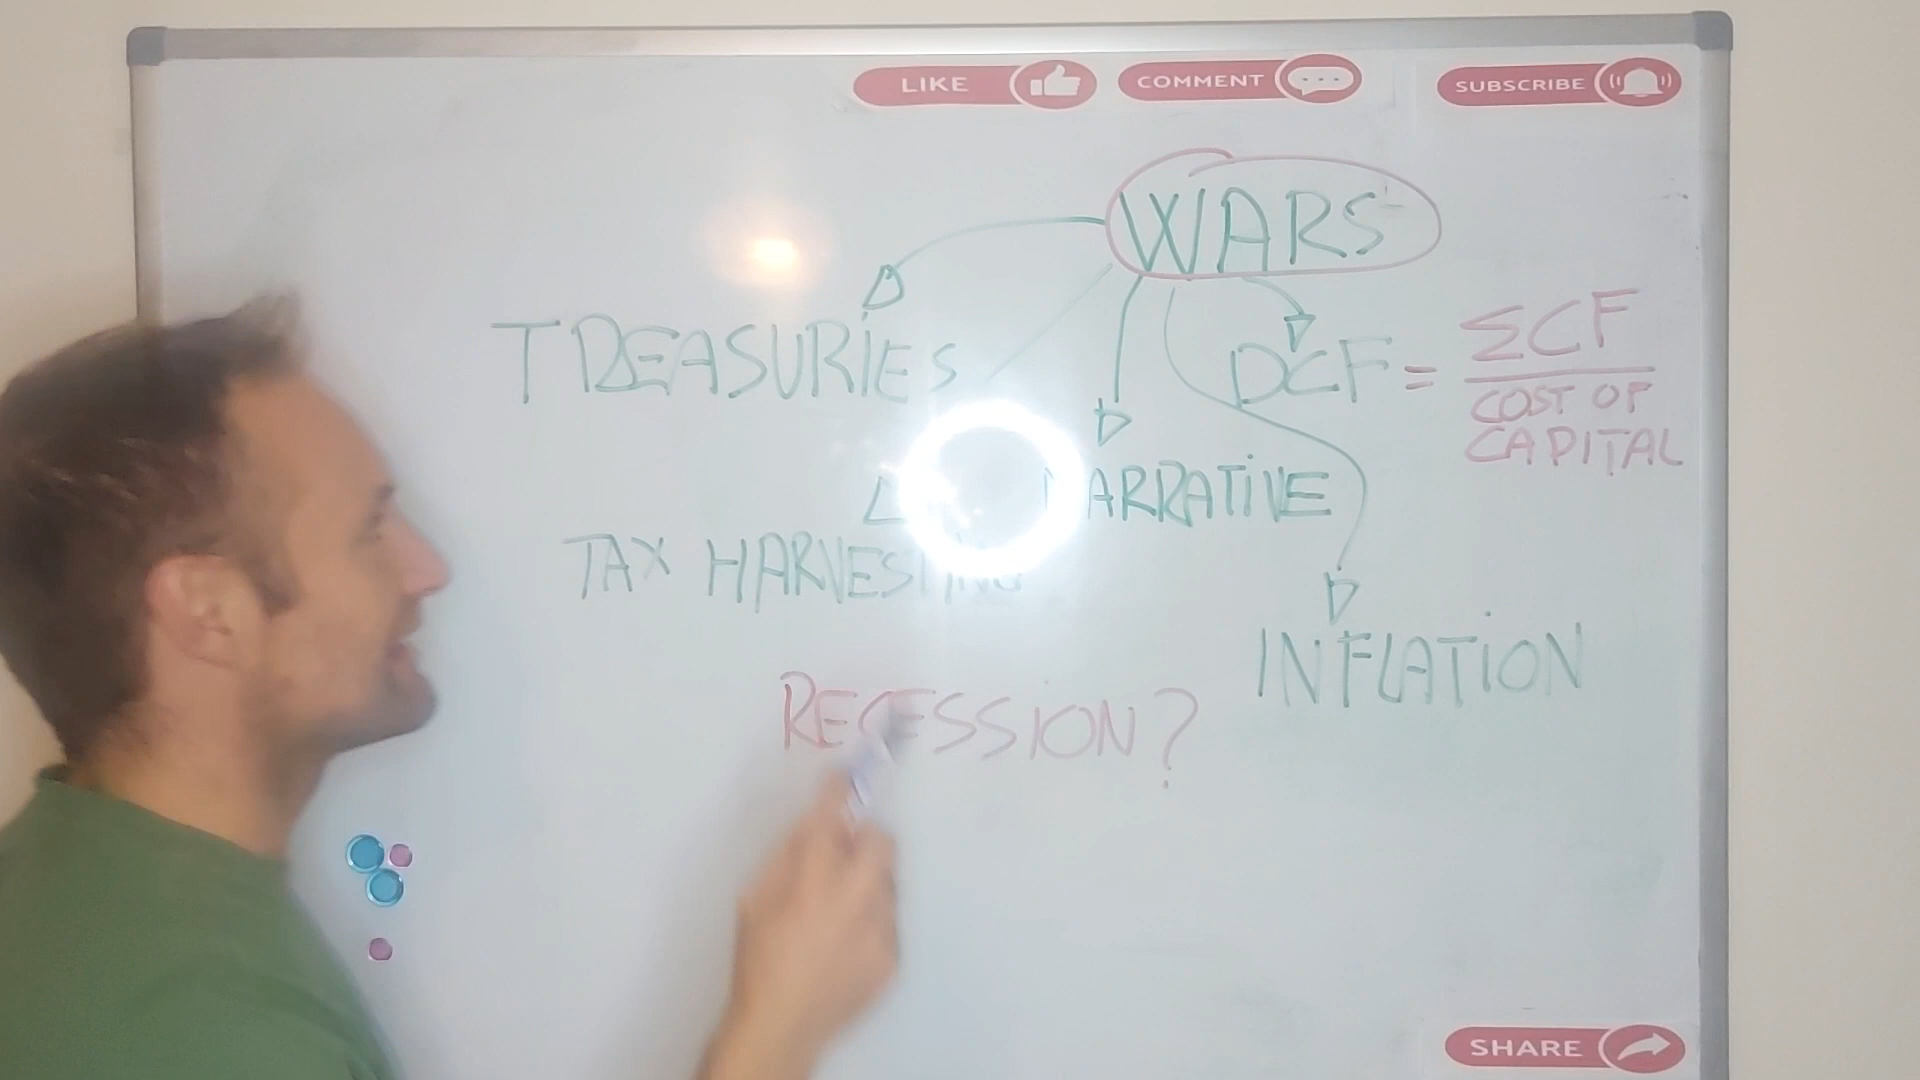 LIKE
COMMENT
SUBSCRIBE
WARS
TREASURIES
DCF = ΣCF
COST OF
CAPITAL
NARRATIVE
TAX HARVESTING
INFLATION
RECESSION?
SHARE